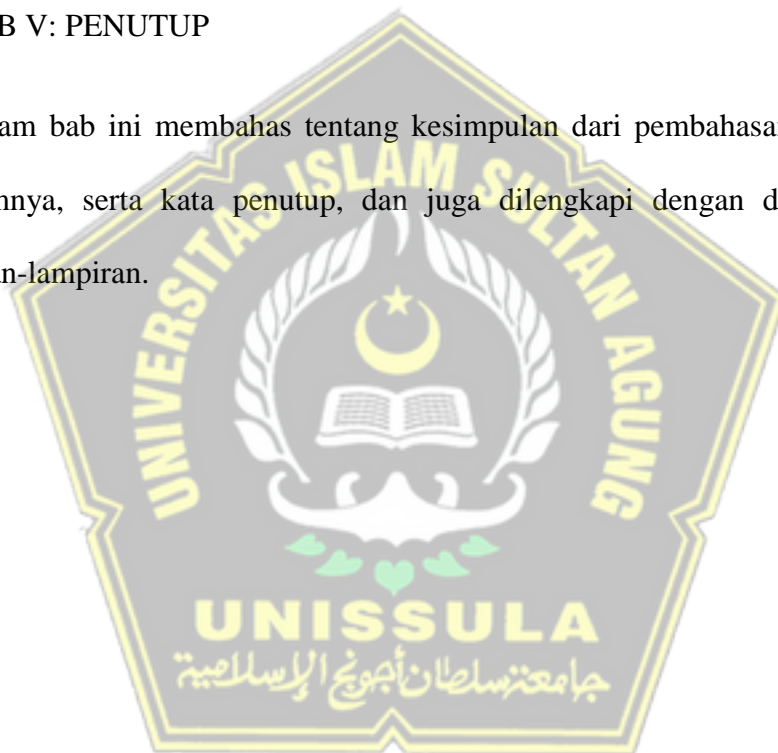 B V: PENUTUP
am bab ini membahas tentang kesimpulan dari pembahasan
nnya, serta kata penutup, dan juga dilengkapi dengan d
n-lampiran.
UNIVERSITAS ISLAM SULTAN AGUNG
UNISSULA
جامعة سلطان أجونج الإسلامية